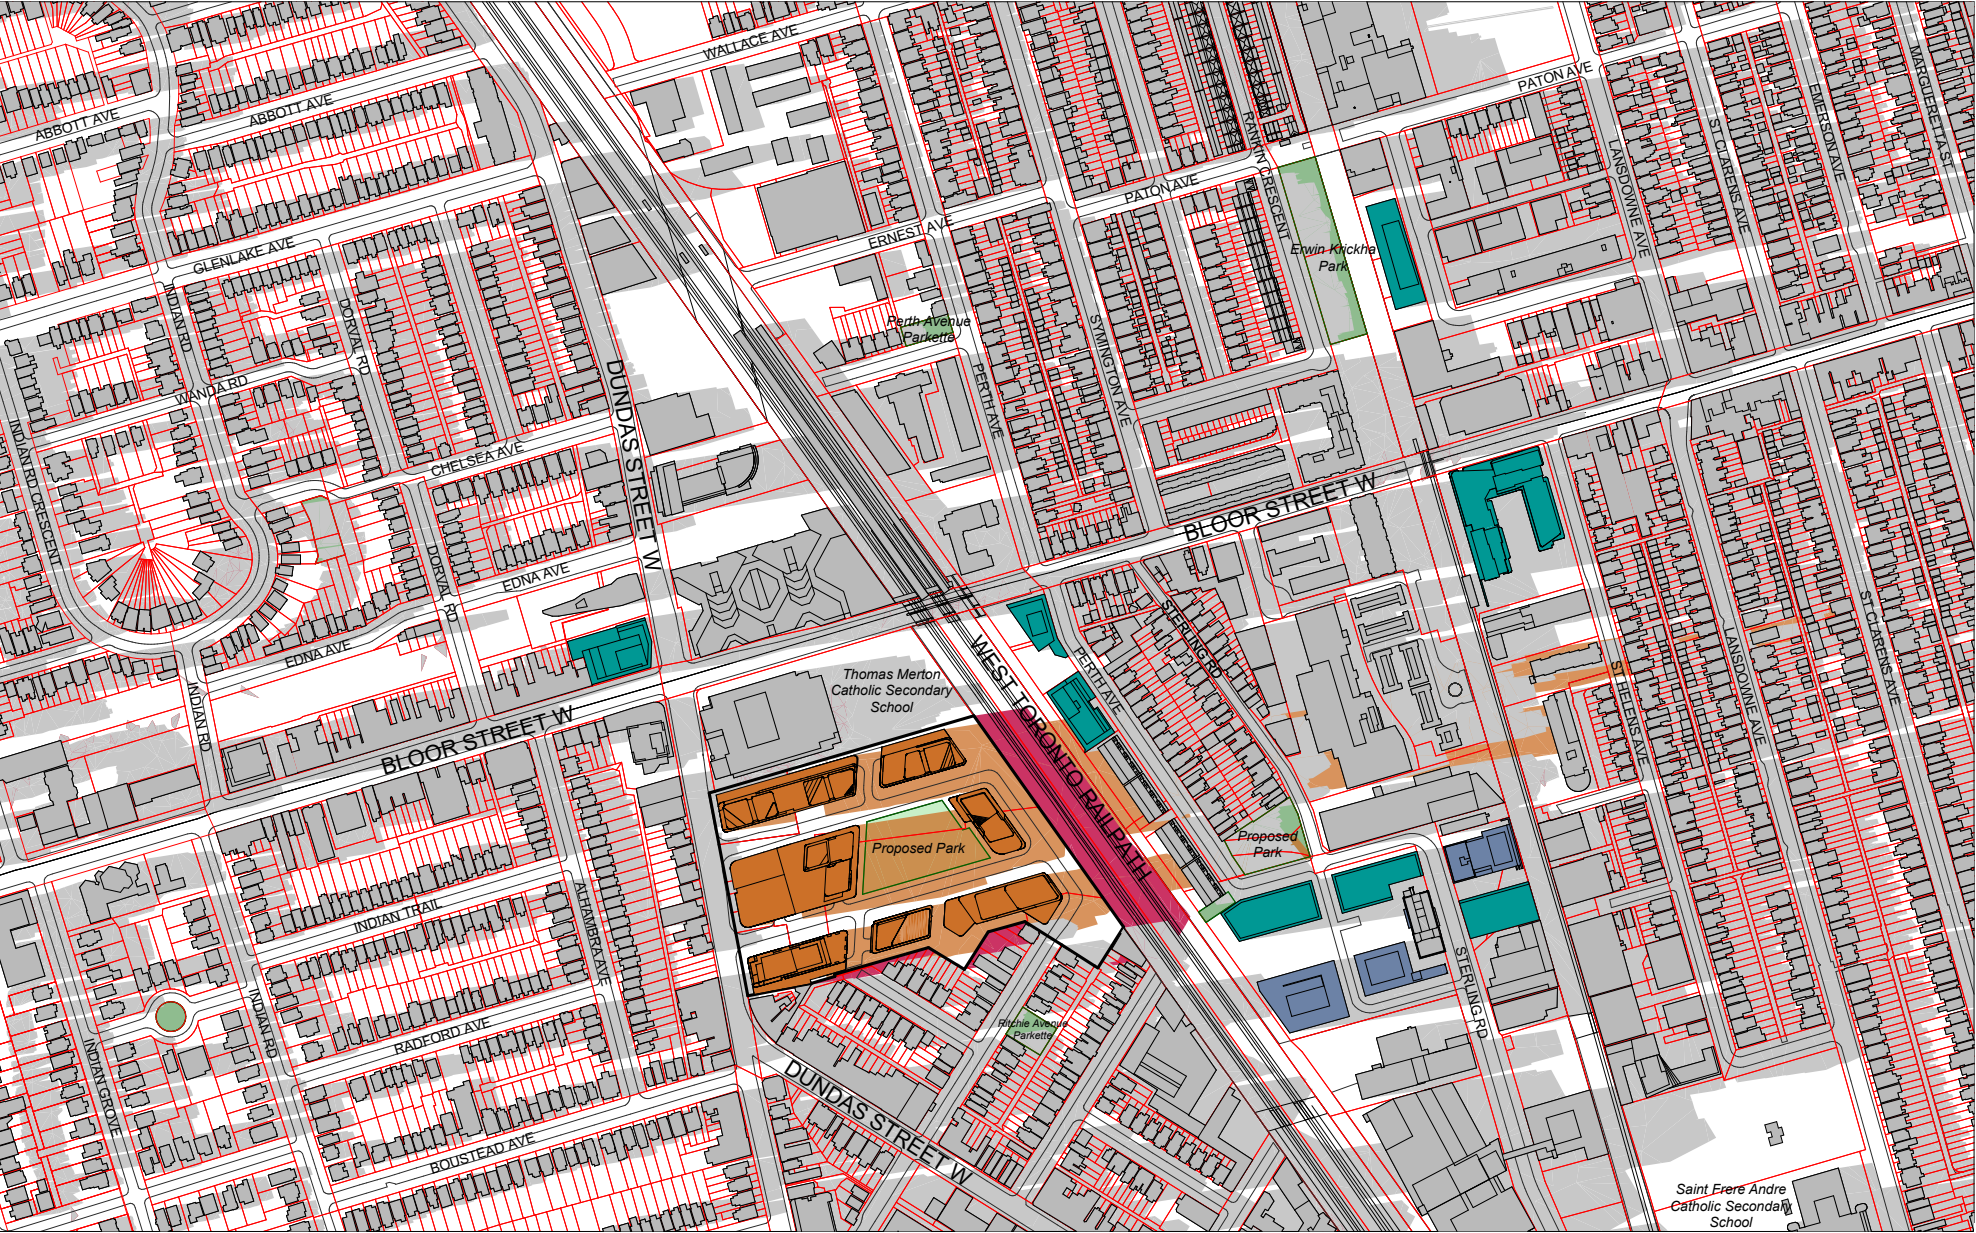 WALLACE AVE
ABBOTT AVE
ABBOTT AVE
PATON AVE
MARGUERETTA ST
EMERSON AVE
ST CLARENS AVE
LANSDOWNE AVE
RANKIN CRESCENT
PATON AVE
ERNEST AVE
GLENLAKE AVE
Erwin Krickhan
Park
INDIAN RD
DORVAL RD
Perth Avenue
Parkette
SYMINGTON AVE
PERTH AVE
WANDA RD
DUNDAS STREET W
INDIAN RD CRESCENT
CHELSEA AVE
BLOOR STREET W
DORVAL RD
EDNA AVE
EDNA AVE
STERLING RD
PERTH AVE
ST CLARENS AVE
LANSDOWNE AVE
ST HELENS AVE
INDIAN RD
Thomas Merton
Catholic Secondary
School
WEST TORONTO RAILPATH
BLOOR STREET W
Proposed Park
Proposed
Park
INDIAN TRAIL
ALHAMBRA AVE
STERLING RD
INDIAN RD
RADFORD AVE
Ritchie Avenue
Parkette
INDIAN GROVE
DUNDAS STREET W
BOUSTEAD AVE
Saint Frere Andre
Catholic Secondary
School